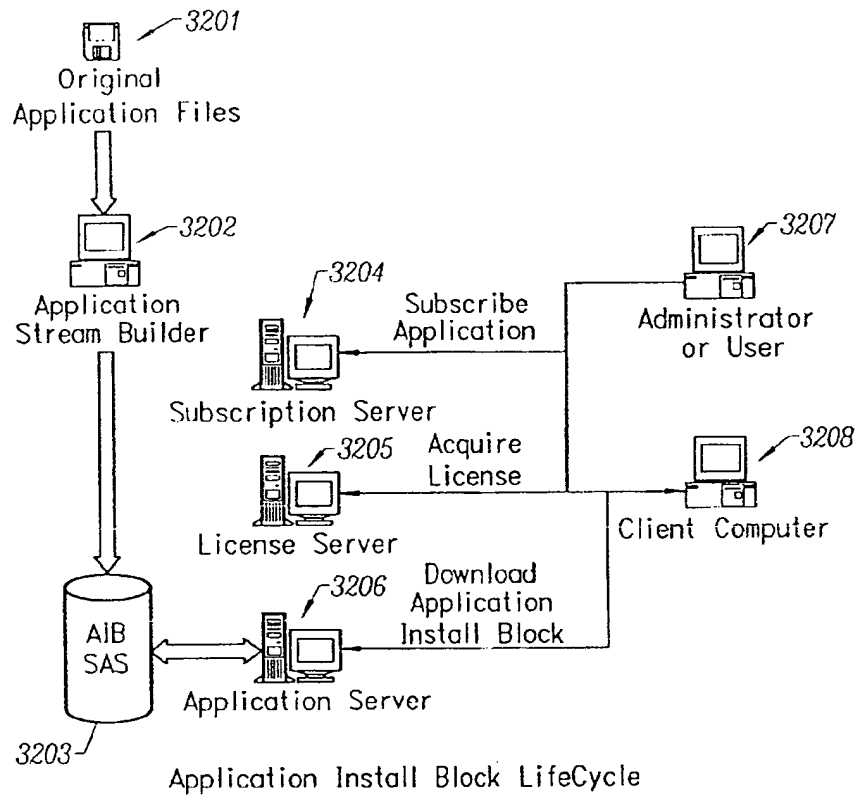 3201
Original
Application Files
3202
Application
Stream Builder
3204
Subscribe
Application
Subscription Server
3207
Administrator
or User
3205
Acquire
License
License Server
3208
Client Computer
3206
Download
Application
Install Block
AIB
SAS
Application Server
3203
Application Install Block LifeCycle